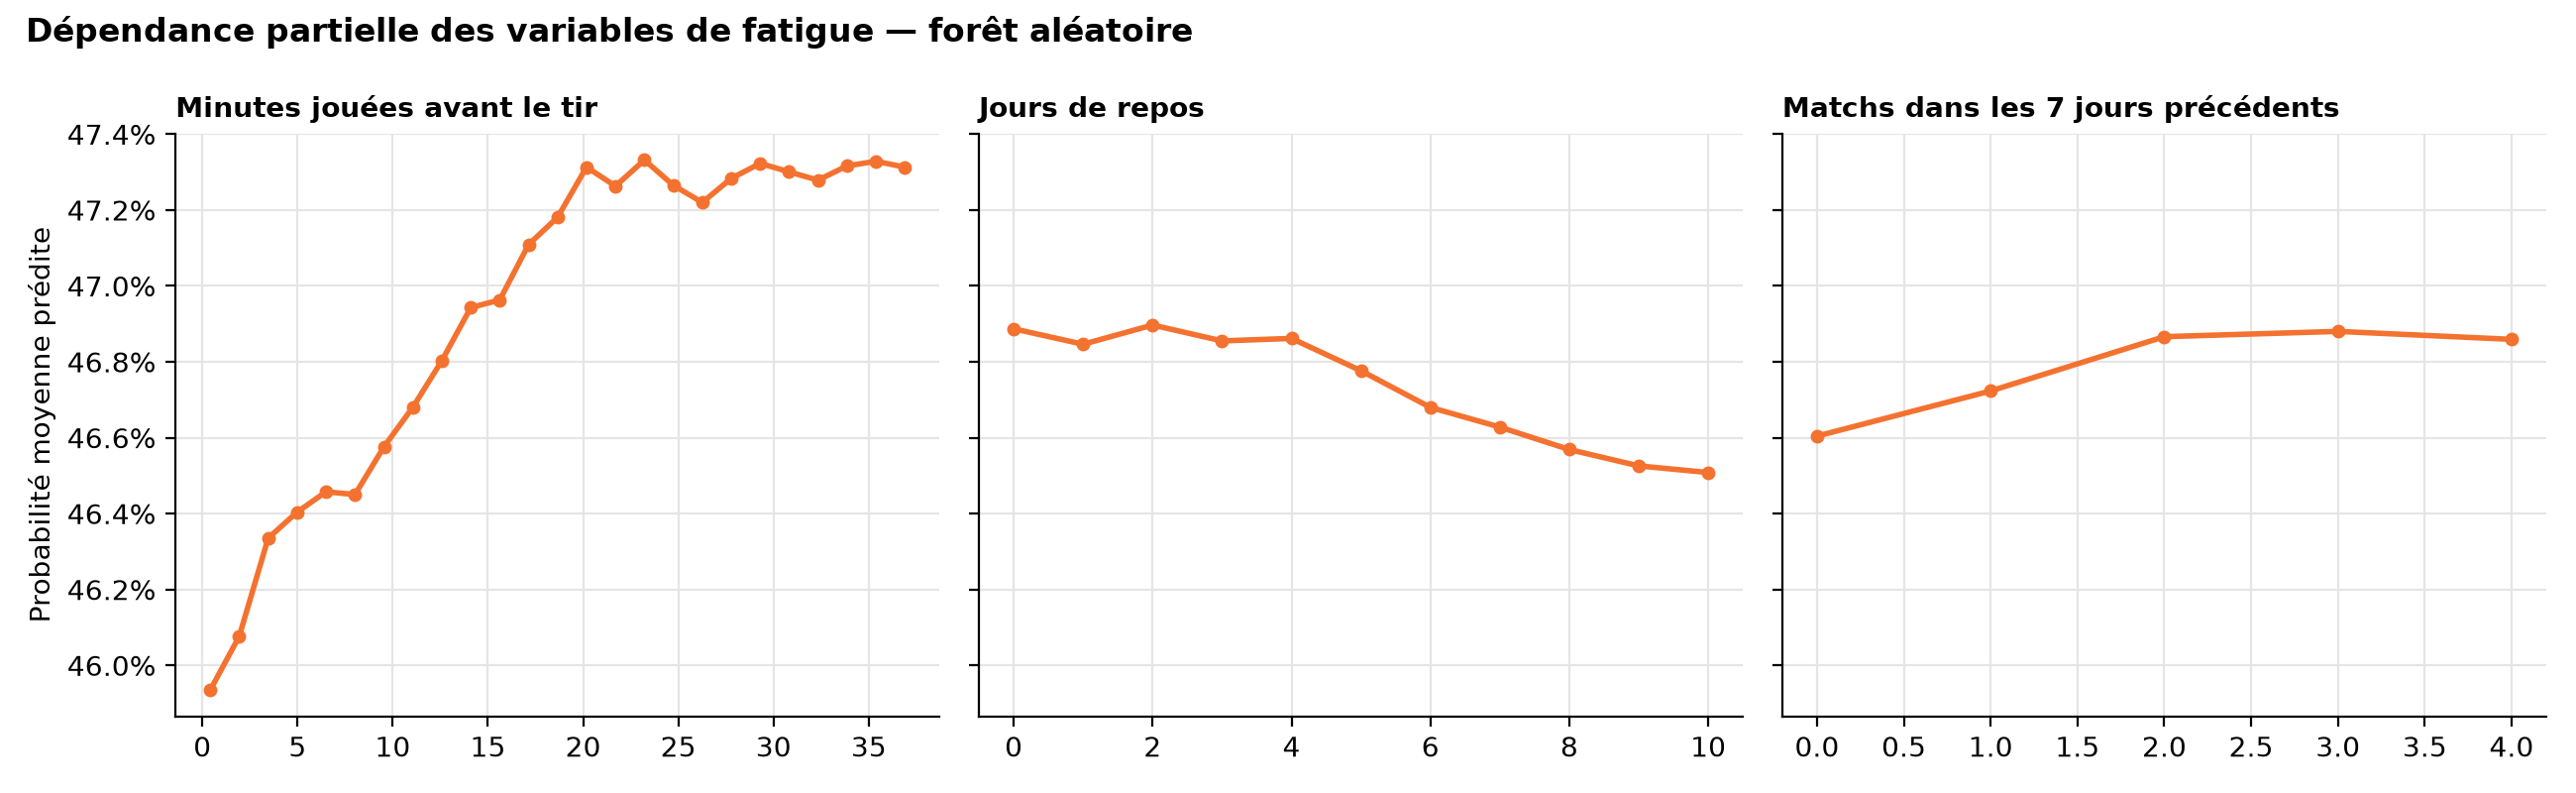 Dépendance partielle des variables de fatigue — forêt aléatoire
Minutes jouées avant le tir
Jours de repos
Matchs dans les 7 jours précédents
Probabilité moyenne prédite
47.4%
47.2%
47.0%
46.8%
46.6%
46.4%
46.2%
46.0%
0 5 10 15 20 25 30 35
0 2 4 6 8 10
0.0 0.5 1.0 1.5 2.0 2.5 3.0 3.5 4.0